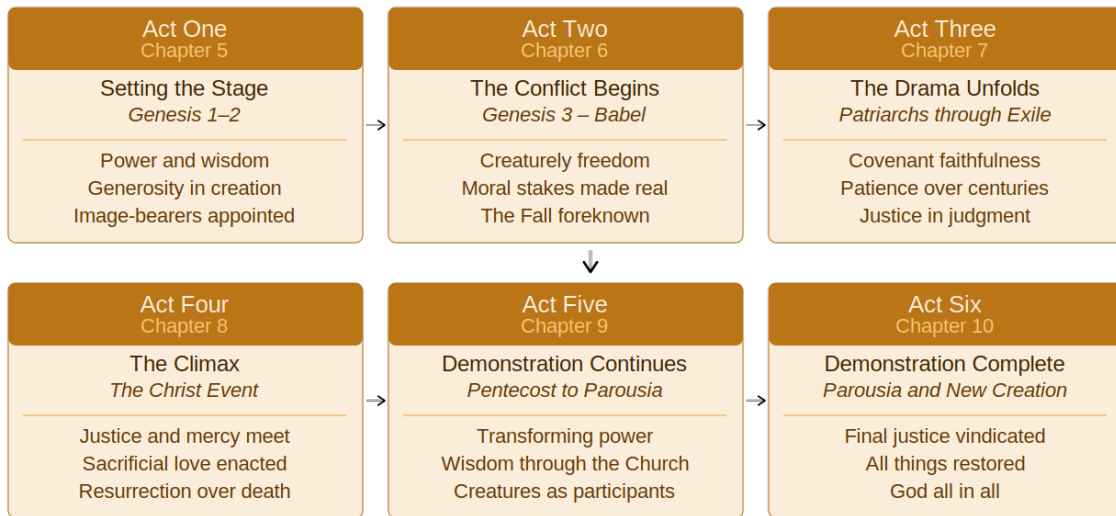 Act One
Chapter 5
Setting the Stage
Genesis 1–2
Power and wisdom
Generosity in creation
Image-bearers appointed
Act Two
Chapter 6
The Conflict Begins
Genesis 3 – Babel
Creaturely freedom
Moral stakes made real
The Fall foreknown
Act Three
Chapter 7
The Drama Unfolds
Patriarchs through Exile
Covenant faithfulness
Patience over centuries
Justice in judgment
Act Four
Chapter 8
The Climax
The Christ Event
Justice and mercy meet
Sacrificial love enacted
Resurrection over death
Act Five
Chapter 9
Demonstration Continues
Pentecost to Parousia
Transforming power
Wisdom through the Church
Creatures as participants
Act Six
Chapter 10
Demonstration Complete
Parousia and New Creation
Final justice vindicated
All things restored
God all in all